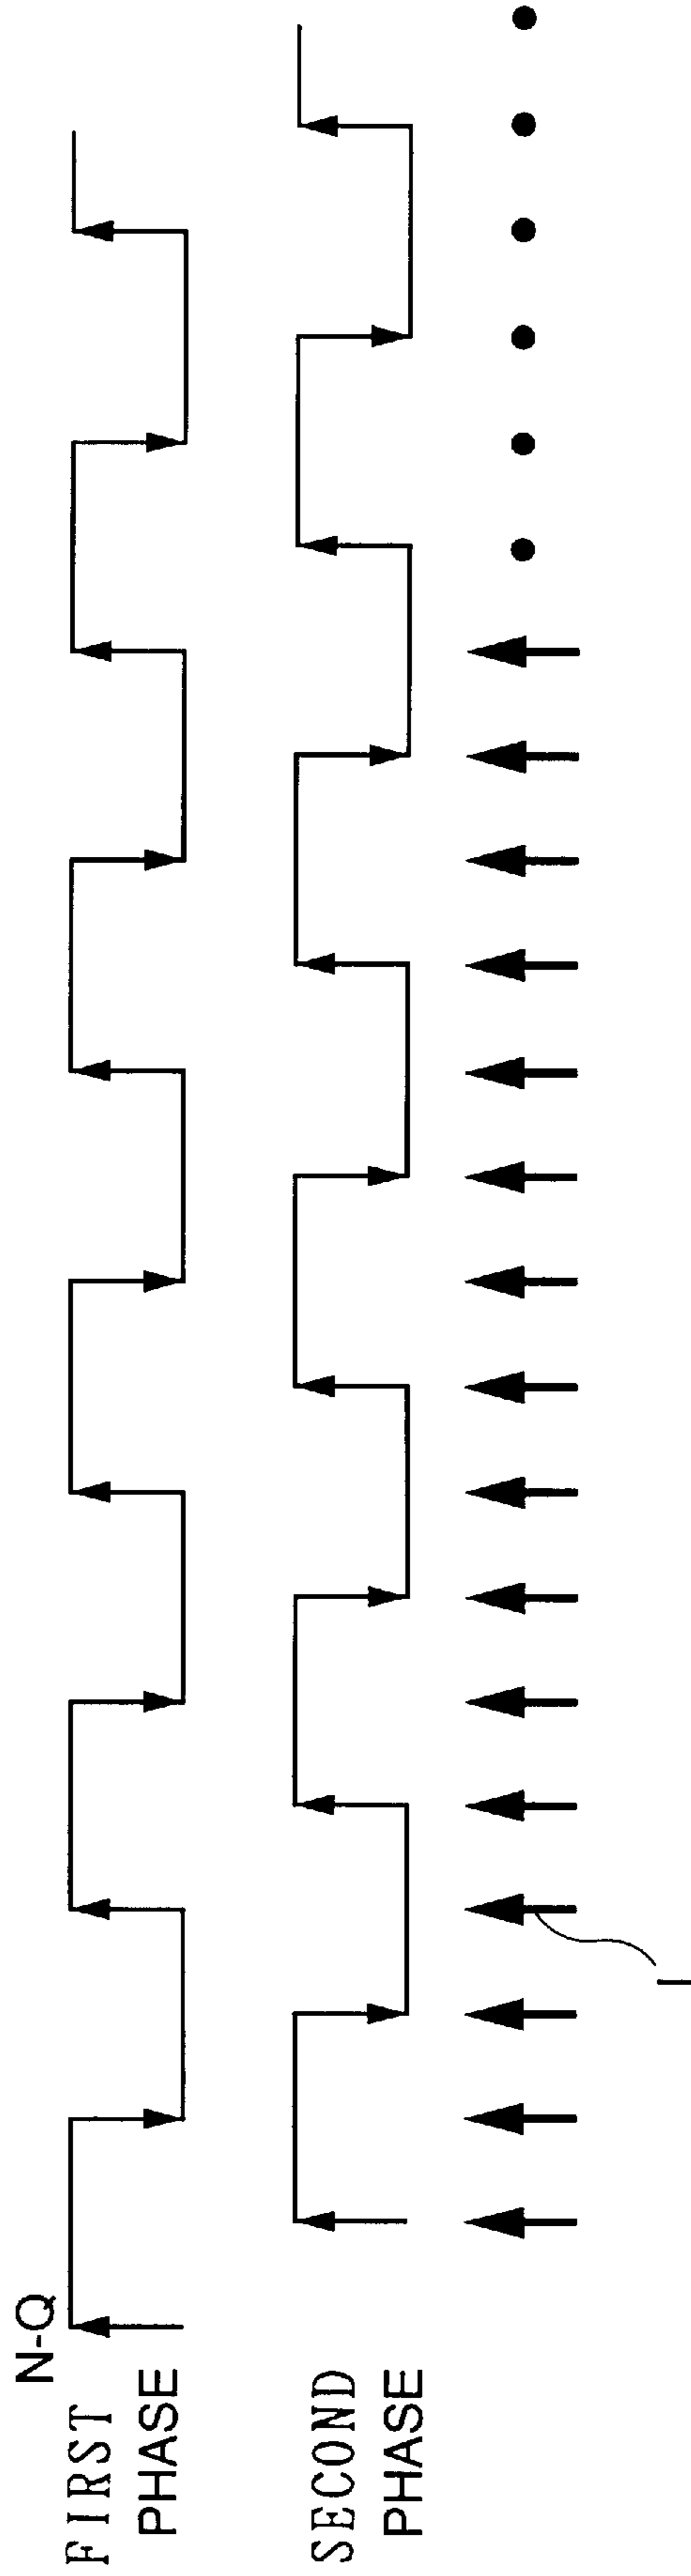 N-Q
FIRST
PHASE
SECOND
PHASE
I